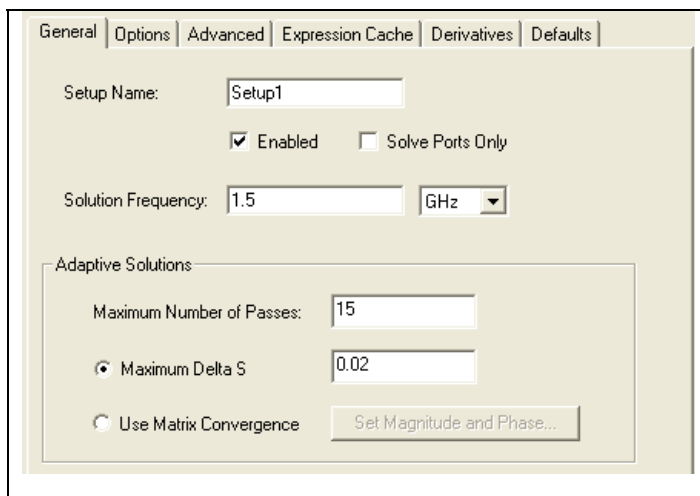 General Options Advanced Expression Cache Derivatives Defaults
Setup Name: Setup1
Enabled Solve Ports Only
Solution Frequency: 1.5 GHz
Adaptive Solutions
Maximum Number of Passes: 15
Maximum Delta S 0.02
Use Matrix Convergence Set Magnitude and Phase...